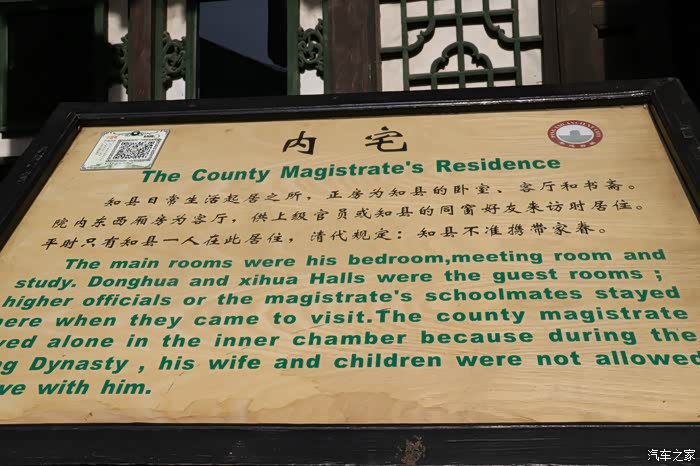 内宅
The County Magistrate's Residence
知县日常生活起居之所，正房为知县的卧室、客厅和书斋。
院内东西厢房为客厅，供上级官员或知县的同窗好友来访时居住。
平时只有知县一人在此居住，清代规定：知县不准携带家眷。
The main rooms were his bedroom,meeting room and
study. Donghua and xihua Halls were the guest rooms ;
higher officials or the magistrate's schoolmates stayed
here when they came to visit.The county magistrate
ved alone in the inner chamber because during the
g Dynasty , his wife and children were not allowed
ve with him.
汽车之家